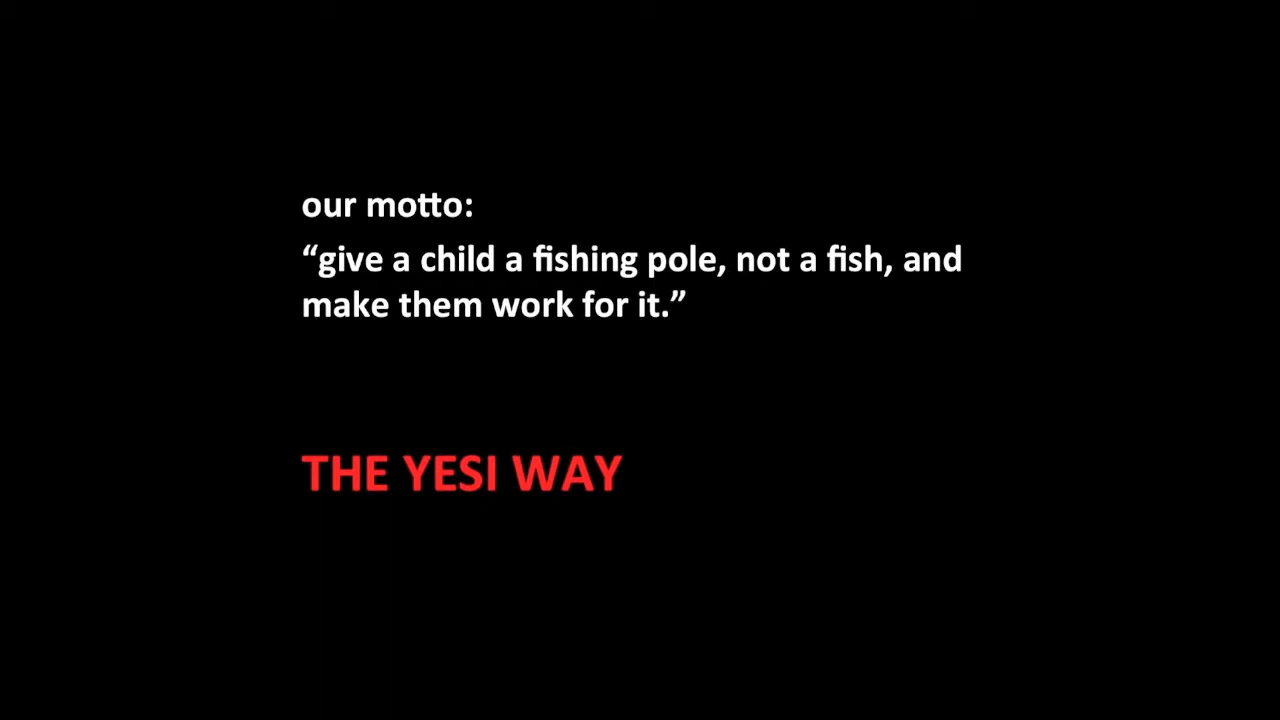 our motto:
“give a child a fishing pole, not a fish, and
make them work for it.”
THE YESI WAY